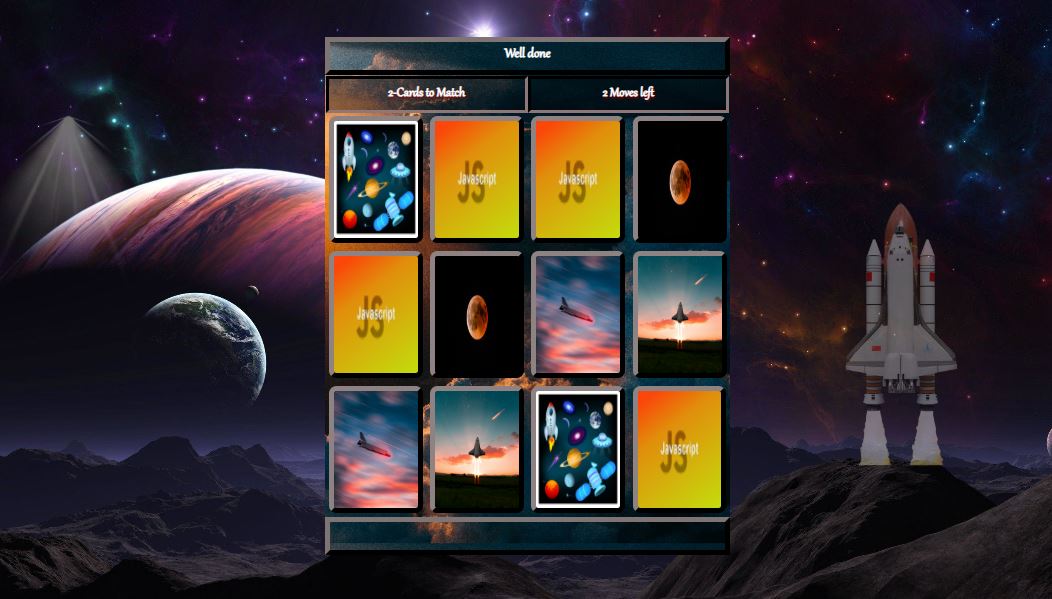 Well done
2-Cards to Match
2 Moves left
JS
Javascript
JS
Javascript
JS
Javascript
JS
Javascript